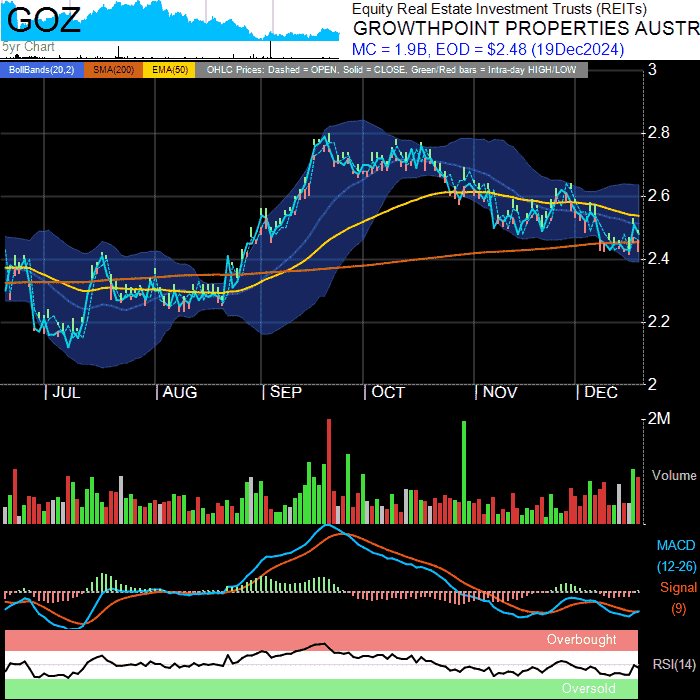 GOZ
5yr Chart
Equity Real Estate Investment Trusts (REITs)
GROWTHPOINT PROPERTIES AUSTR
MC = 1.9B, EOD = $2.48 (19Dec2024)
BollBands(20,2) SMA(200) EMA(50) OHLC Prices: Dashed = OPEN, Solid = CLOSE, Green/Red bars = Intra-day HIGH/LOW
3
2.8
2.6
2.4
2.2
2
JUL AUG SEP OCT NOV DEC
2M
Volume
MACD
(12-26)
Signal
(9)
Overbought
RSI(14)
Oversold